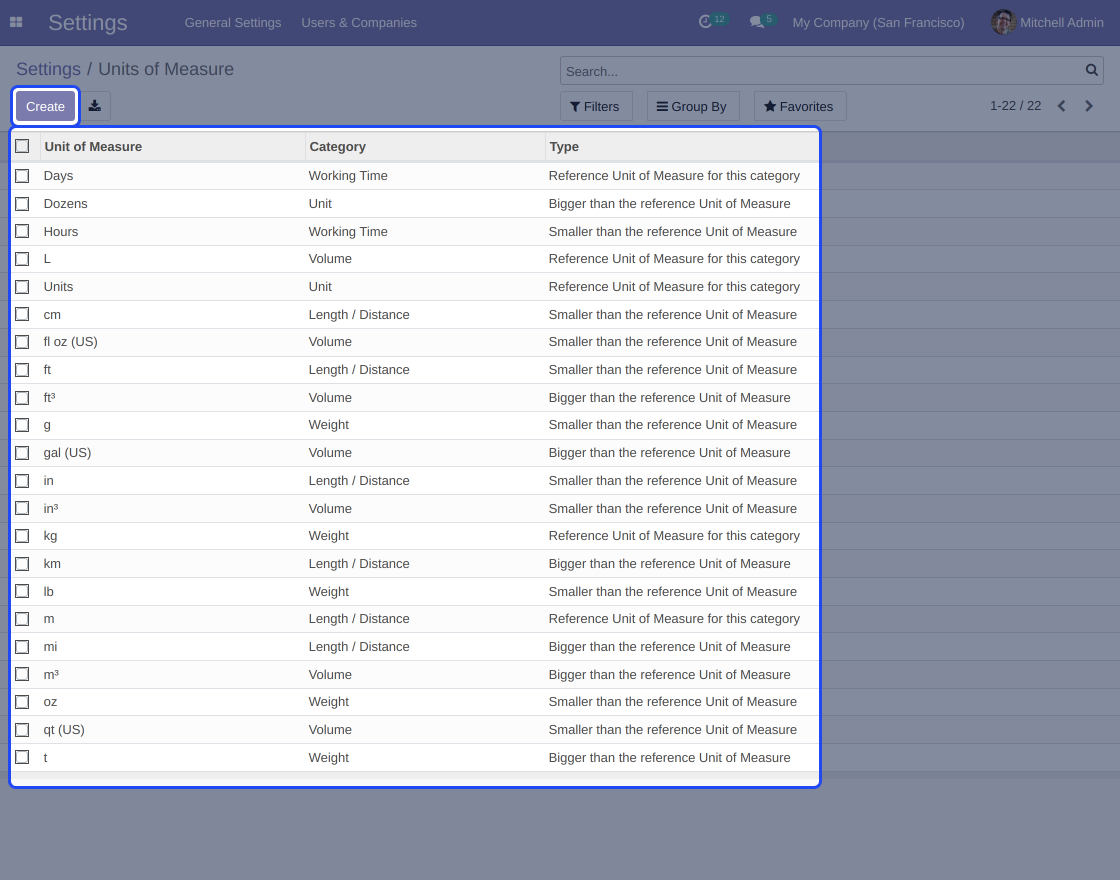 Settings General Settings Users & Companies 12 5 My Company (San Francisco) Mitchell Admin
Settings / Units of Measure Search...
Create Filters Group By Favorites 1-22 / 22
Unit of Measure Category Type
Days Working Time Reference Unit of Measure for this category
Dozens Unit Bigger than the reference Unit of Measure
Hours Working Time Smaller than the reference Unit of Measure
L Volume Reference Unit of Measure for this category
Units Unit Reference Unit of Measure for this category
cm Length / Distance Smaller than the reference Unit of Measure
fl oz (US) Volume Smaller than the reference Unit of Measure
ft Length / Distance Smaller than the reference Unit of Measure
ft³ Volume Bigger than the reference Unit of Measure
g Weight Smaller than the reference Unit of Measure
gal (US) Volume Bigger than the reference Unit of Measure
in Length / Distance Smaller than the reference Unit of Measure
in³ Volume Smaller than the reference Unit of Measure
kg Weight Reference Unit of Measure for this category
km Length / Distance Bigger than the reference Unit of Measure
lb Weight Smaller than the reference Unit of Measure
m Length / Distance Reference Unit of Measure for this category
mi Length / Distance Bigger than the reference Unit of Measure
m³ Volume Bigger than the reference Unit of Measure
oz Weight Smaller than the reference Unit of Measure
qt (US) Volume Smaller than the reference Unit of Measure
t Weight Bigger than the reference Unit of Measure